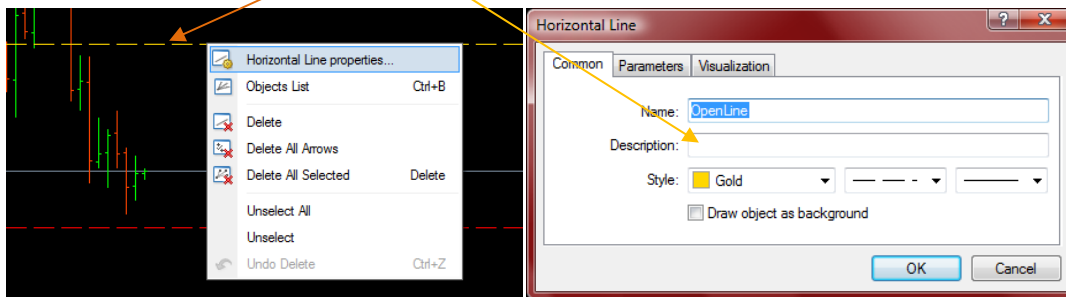 Horizontal Line properties...
Objects List Ctrl+B
Delete
Delete All Arrows
Delete All Selected Delete
Unselect All
Unselect
Undo Delete Ctrl+Z
Horizontal Line
Common Parameters Visualization
Name: OpenLine
Description:
Style: Gold
Draw object as background
OK Cancel